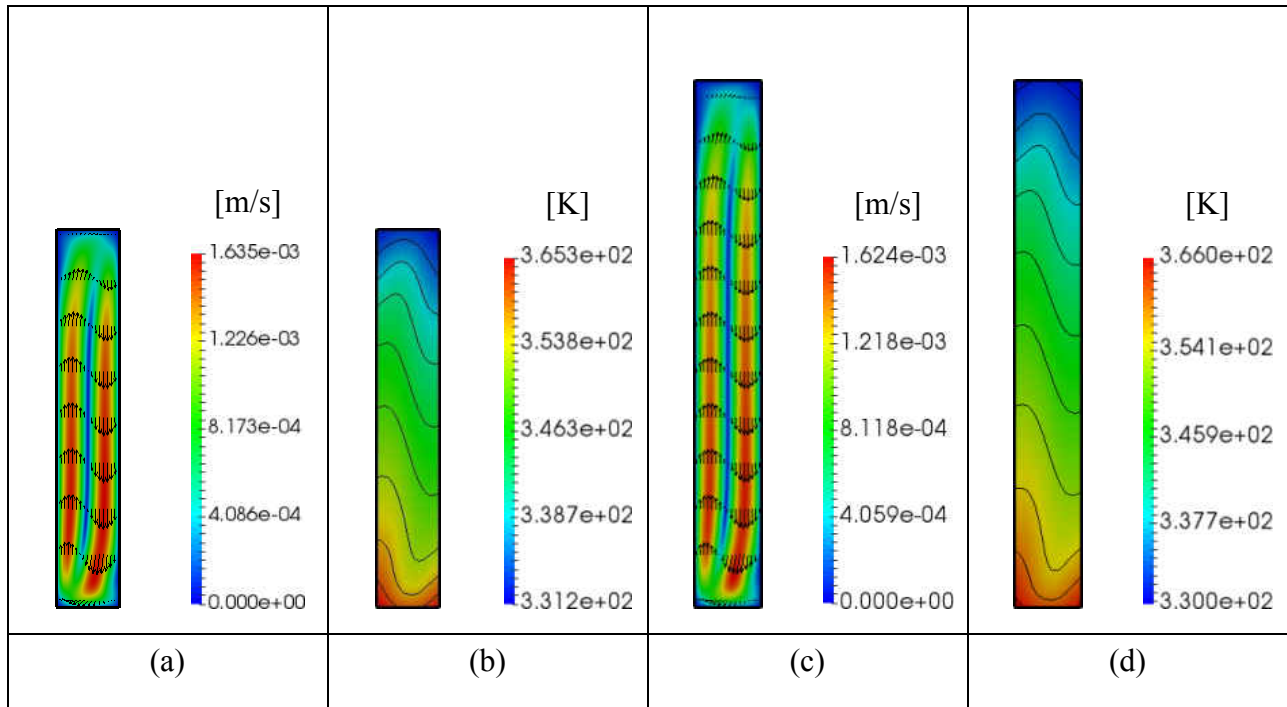 [m/s]
1.635e-03
1.226e-03
8.173e-04
4.086e-04
0.000e+00
(a)
[K]
3.653e+02
3.538e+02
3.463e+02
3.387e+02
3.312e+02
(b)
[m/s]
1.624e-03
1.218e-03
8.118e-04
4.059e-04
0.000e+00
(c)
[K]
3.660e+02
3.541e+02
3.459e+02
3.377e+02
3.300e+02
(d)